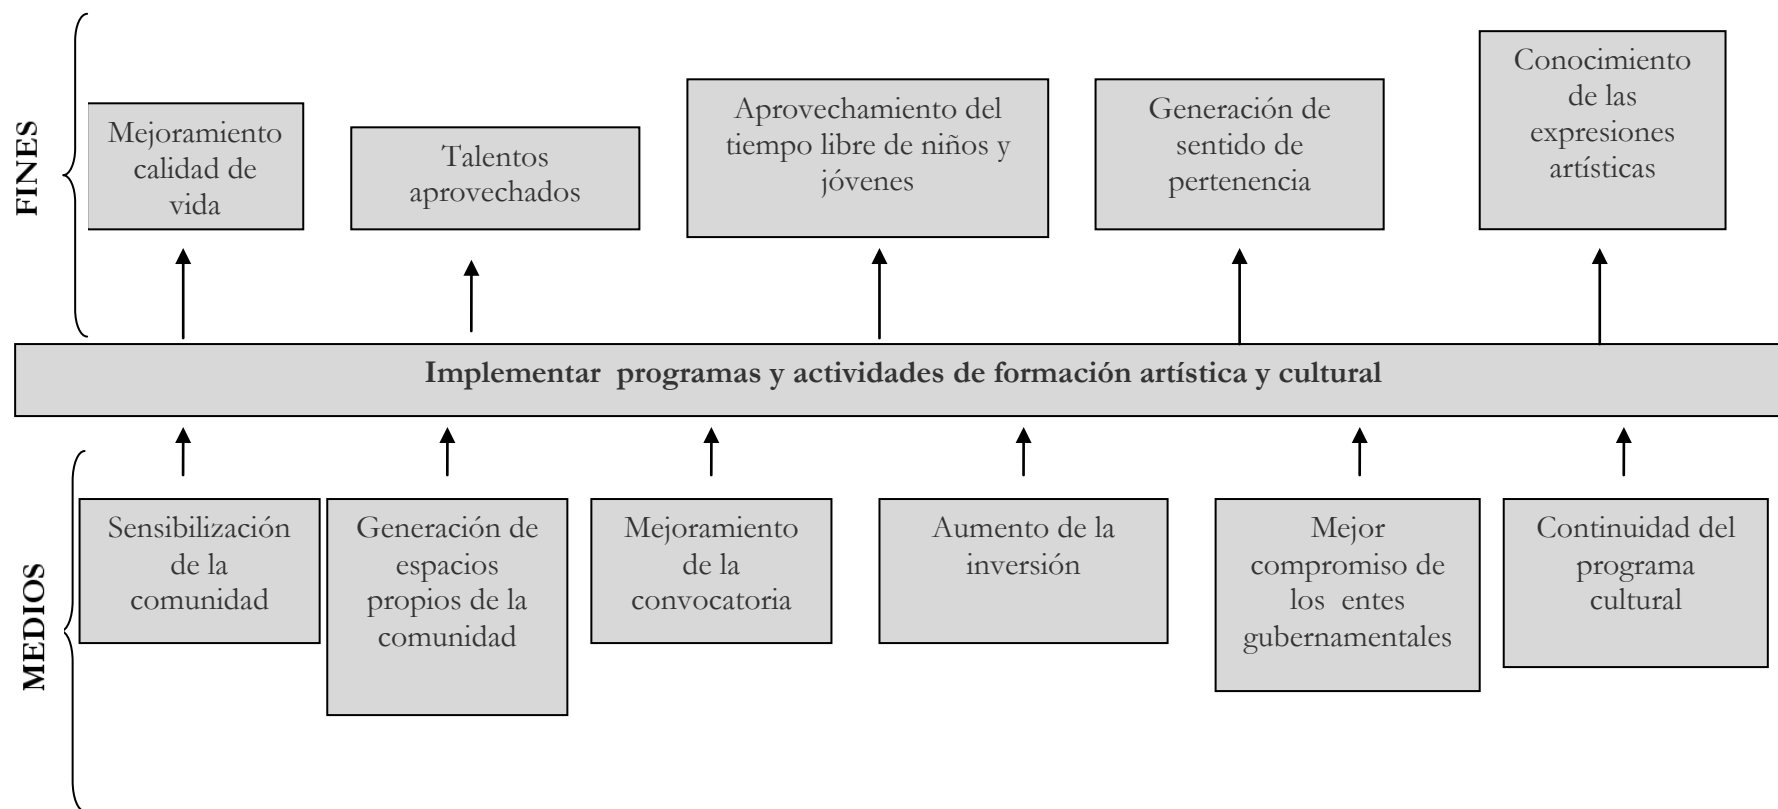 FINES
Mejoramiento
calidad de
vida
Talentos
aprovechados
Aprovechamiento del
tiempo libre de niños y
jóvenes
Generación de
sentido de
pertenencia
Conocimiento
de las
expresiones
artísticas
Implementar  programas y actividades de formación artística y cultural
MEDIOS
Sensibilización
de la
comunidad
Generación de
espacios
propios de la
comunidad
Mejoramiento
de la
convocatoria
Aumento de la
inversión
Mejor
compromiso de
los  entes
gubernamentales
Continuidad del
programa
cultural